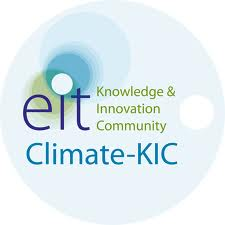 eit Knowledge &
Innovation
Community
Climate-KIC